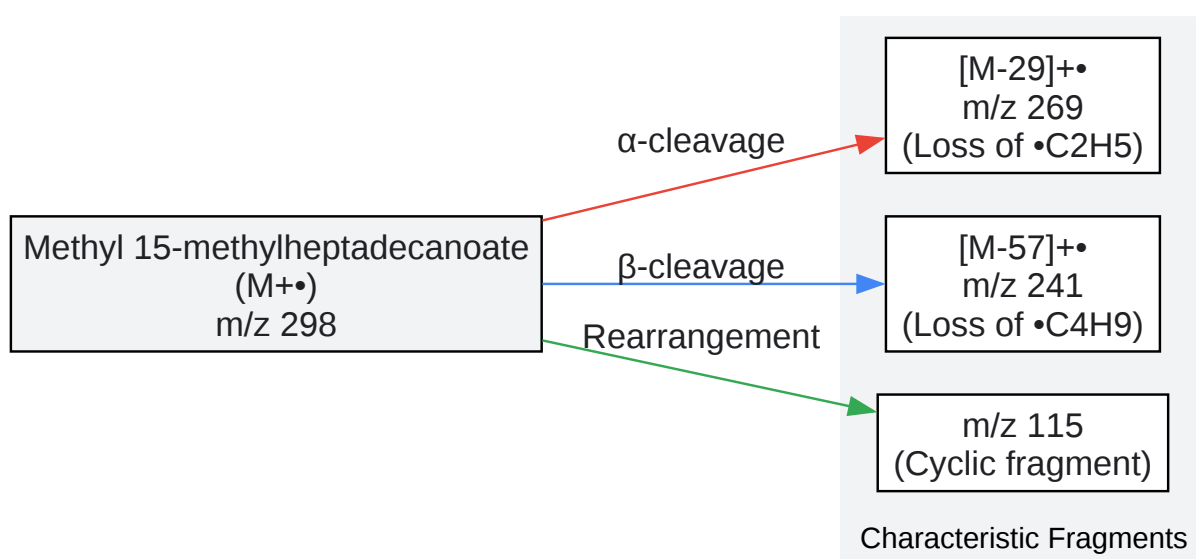 Methyl 15-methylheptadecanoate
(M+•)
m/z 298
α-cleavage
β-cleavage
Rearrangement
[M-29]+•
m/z 269
(Loss of •C2H5)
[M-57]+•
m/z 241
(Loss of •C4H9)
m/z 115
(Cyclic fragment)
Characteristic Fragments